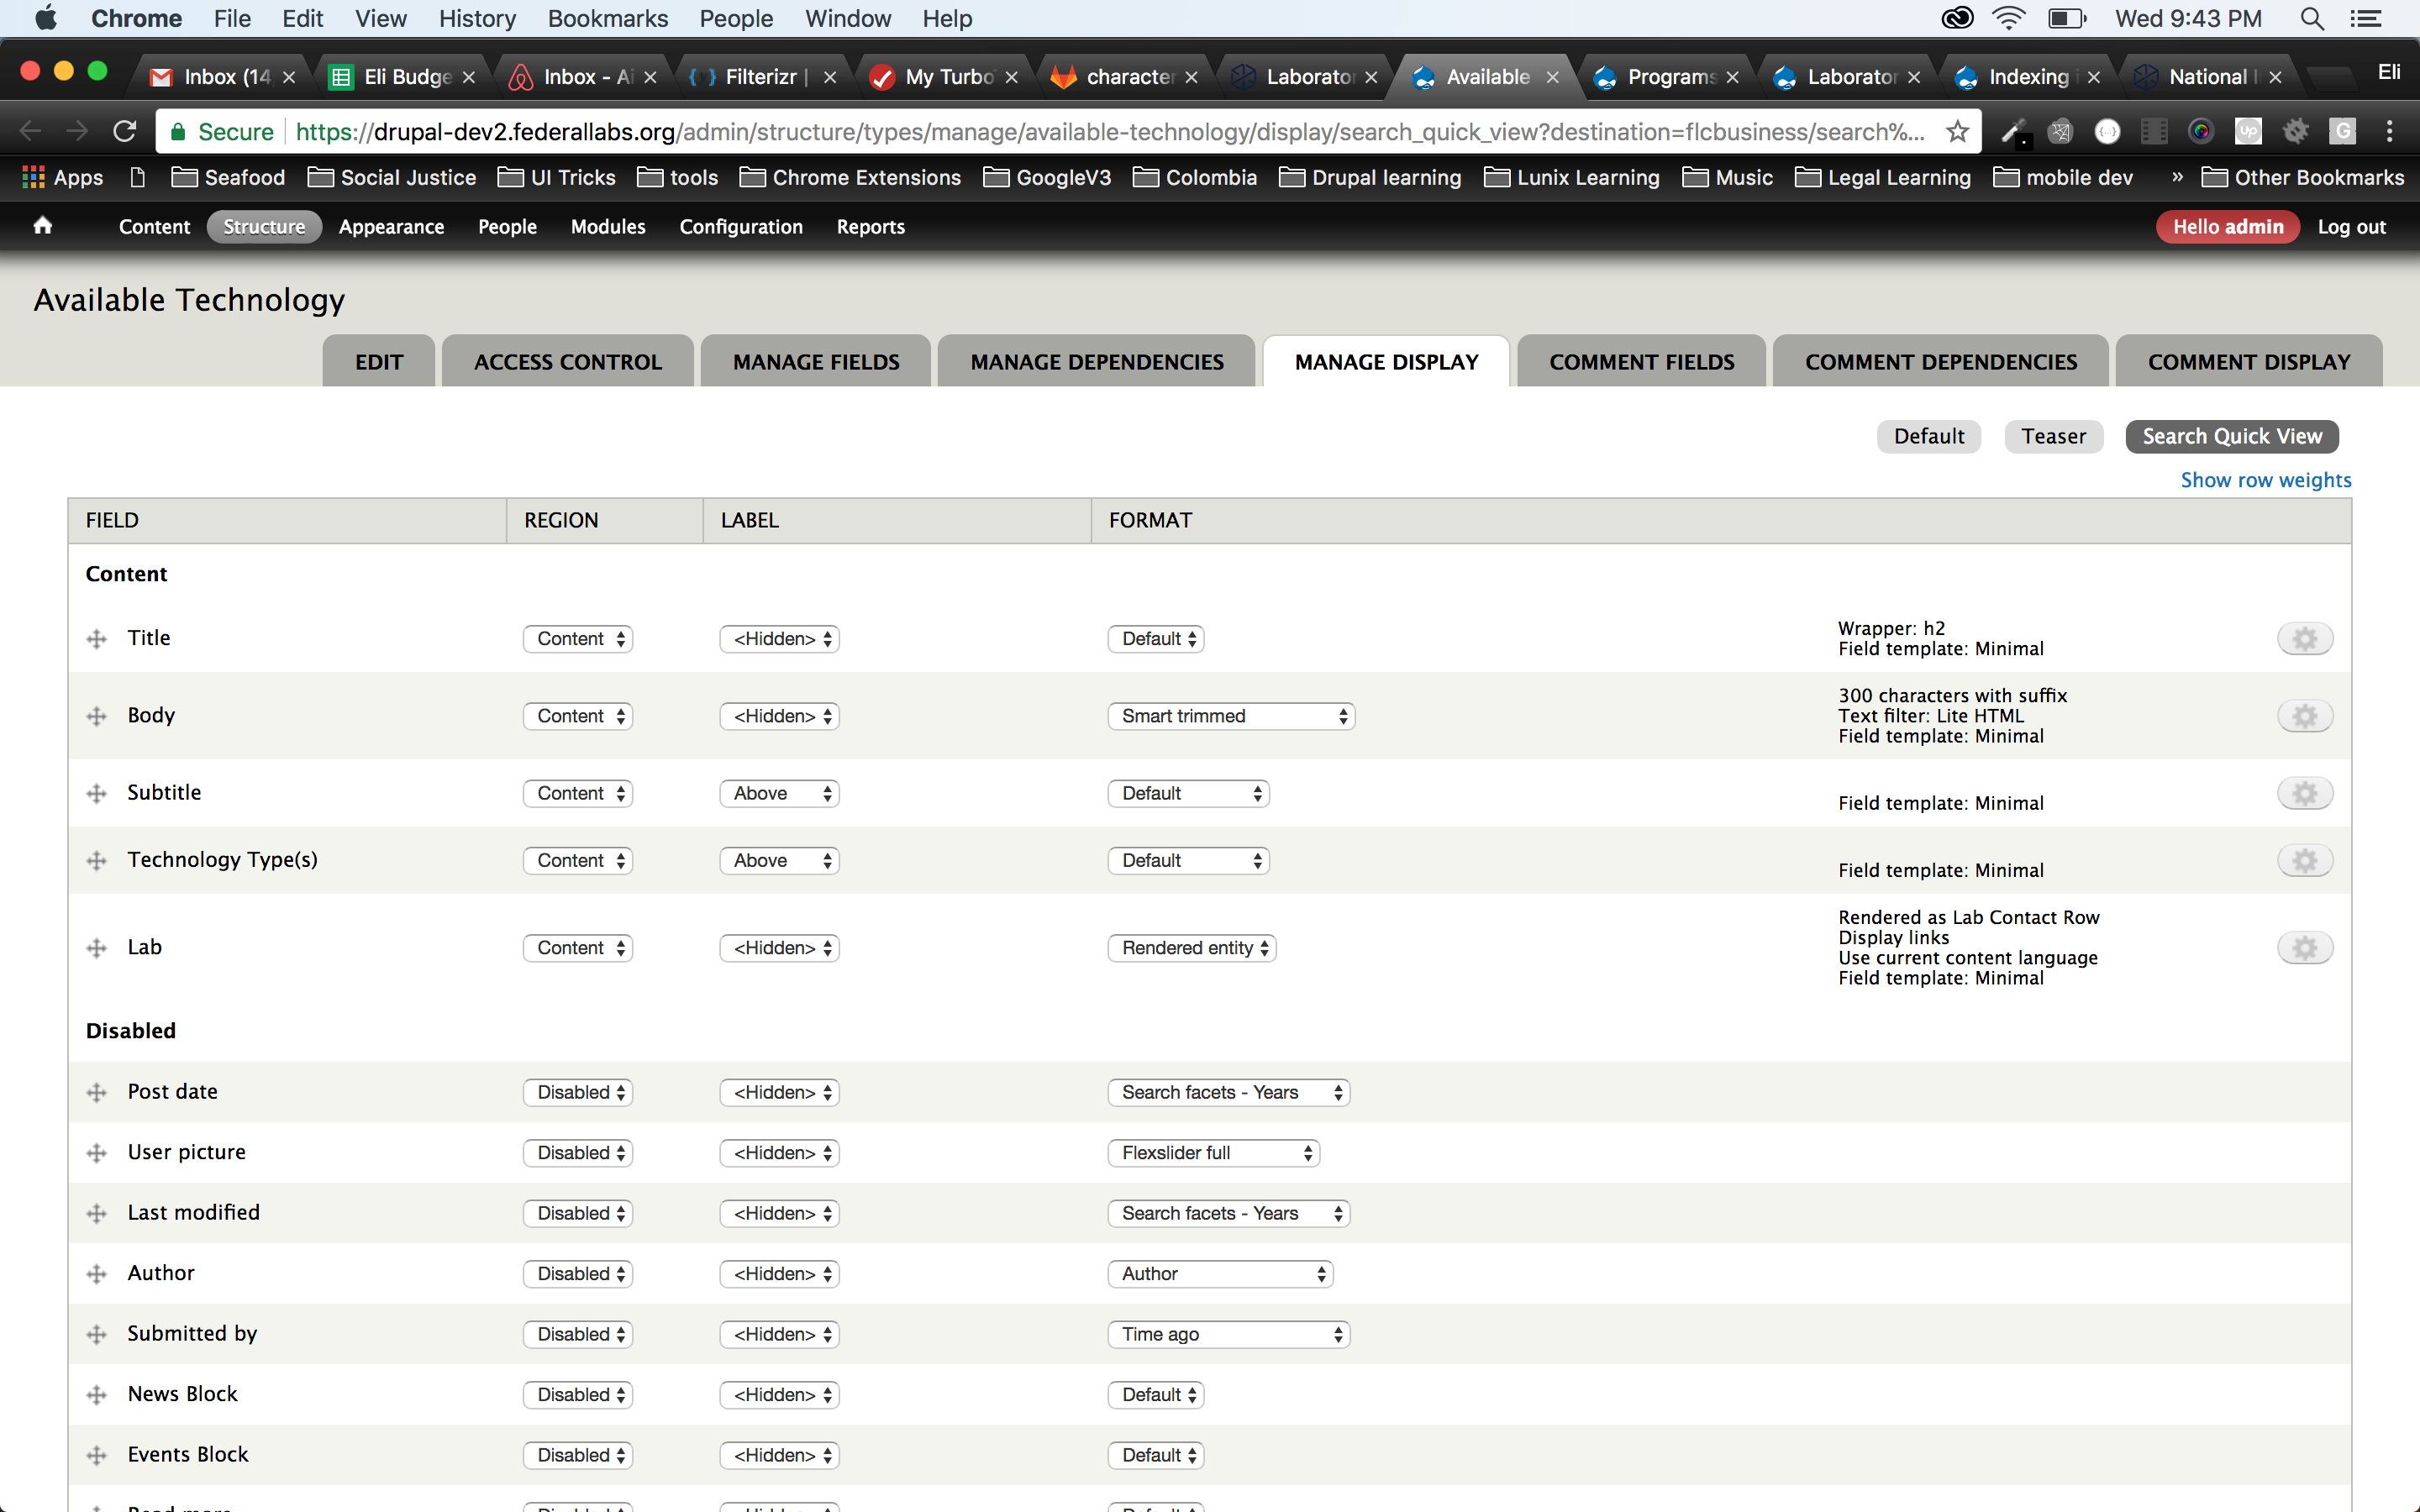 Chrome File Edit View History Bookmarks People Window Help Wed 9:43 PM
Inbox (14 Eli Budge Inbox - Ai Filterizr | My Turbo character Laborator Available Programs Laborator Indexing National Eli
Secure https://drupal-dev2.federallabs.org/admin/structure/types/manage/available-technology/display/search_quick_view?destination=flcbusiness/search%...
Apps Seafood Social Justice UI Tricks tools Chrome Extensions GoogleV3 Colombia Drupal learning Lunix Learning Music Legal Learning mobile dev » Other Bookmarks
Content Structure Appearance People Modules Configuration Reports Hello admin Log out
Available Technology
EDIT ACCESS CONTROL MANAGE FIELDS MANAGE DEPENDENCIES MANAGE DISPLAY COMMENT FIELDS COMMENT DEPENDENCIES COMMENT DISPLAY
Default Teaser Search Quick View
Show row weights
FIELD REGION LABEL FORMAT
Content
Title Content <Hidden> Default Wrapper: h2
Field template: Minimal
Body Content <Hidden> Smart trimmed 300 characters with suffix
Text filter: Lite HTML
Field template: Minimal
Subtitle Content Above Default Field template: Minimal
Technology Type(s) Content Above Default Field template: Minimal
Lab Content <Hidden> Rendered entity Rendered as Lab Contact Row
Display links
Use current content language
Field template: Minimal
Disabled
Post date Disabled <Hidden> Search facets - Years
User picture Disabled <Hidden> Flexslider full
Last modified Disabled <Hidden> Search facets - Years
Author Disabled <Hidden> Author
Submitted by Disabled <Hidden> Time ago
News Block Disabled <Hidden> Default
Events Block Disabled <Hidden> Default